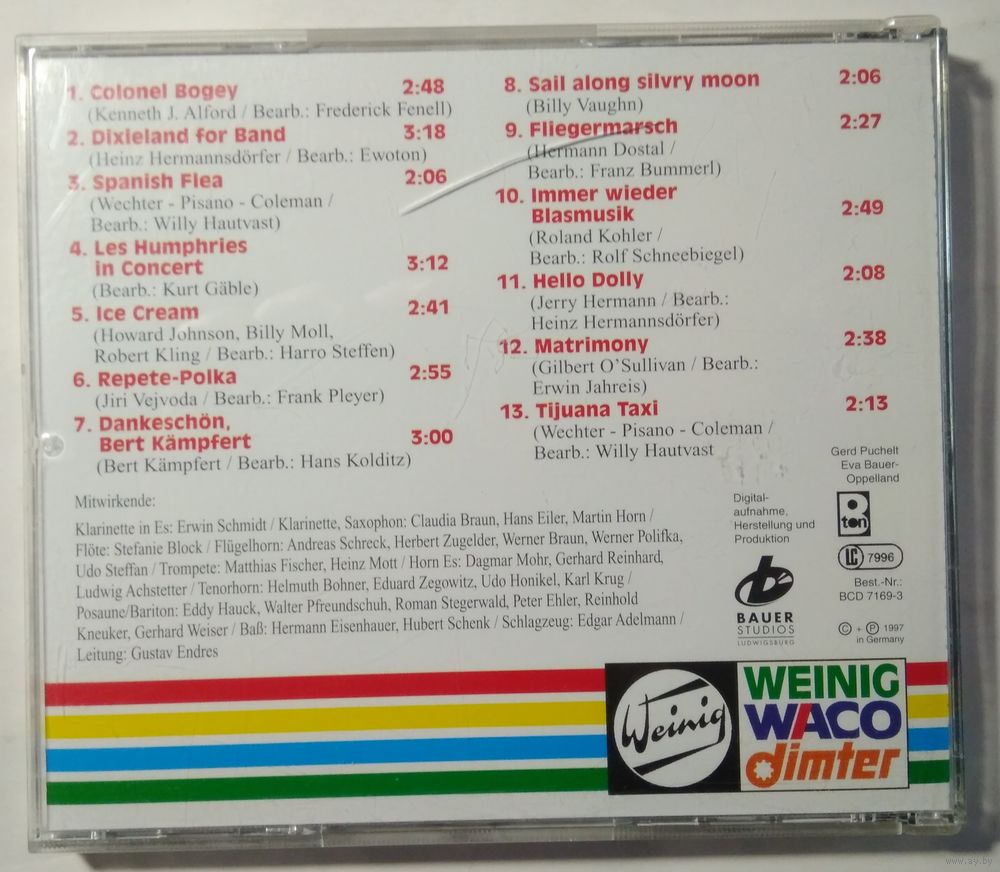 1. Colonel Bogey 2:48
(Kenneth J. Alford / Bearb.: Frederick Fenell)
2. Dixieland for Band 3:18
(Heinz Hermannsdörfer / Bearb.: Ewoton)
3. Spanish Flea 2:06
(Wechter - Pisano - Coleman /
Bearb.: Willy Hautvast)
4. Les Humphries
in Concert 3:12
(Bearb.: Kurt Gäble)
5. Ice Cream 2:41
(Howard Johnson, Billy Moll,
Robert Kling / Bearb.: Harro Steffen)
6. Repete-Polka 2:55
(Jiri Vejvoda / Bearb.: Frank Pleyer)
7. Dankeschön,
Bert Kämpfert 3:00
(Bert Kämpfert / Bearb.: Hans Kolditz)
8. Sail along silvry moon 2:06
(Billy Vaughn)
9. Fliegermarsch 2:27
(Hermann Dostal /
Bearb.: Franz Bummerl)
10. Immer wieder
Blasmusik 2:49
(Roland Kohler /
Bearb.: Rolf Schneebiegel)
11. Hello Dolly 2:08
(Jerry Hermann / Bearb.:
Heinz Hermannsdörfer)
12. Matrimony 2:38
(Gilbert O'Sullivan / Bearb.:
Erwin Jahreis)
13. Tijuana Taxi 2:13
(Wechter - Pisano - Coleman /
Bearb.: Willy Hautvast
Mitwirkende:
Klarinette in Es: Erwin Schmidt / Klarinette, Saxophon: Claudia Braun, Hans Eiler, Martin Horn /
Flöte: Stefanie Block / Flügelhorn: Andreas Schreck, Herbert Zugelder, Werner Braun, Werner Polifka,
Udo Steffan / Trompete: Matthias Fischer, Heinz Mott / Horn Es: Dagmar Mohr, Gerhard Reinhard,
Ludwig Achstetter / Tenorhorn: Helmuth Bohner, Eduard Zegowitz, Udo Honikel, Karl Krug /
Posaune/Bariton: Eddy Hauck, Walter Pfreundschuh, Roman Stegerwald, Peter Ehler, Reinhold
Kneuker, Gerhard Weiser / Baß: Hermann Eisenhauer, Hubert Schenk / Schlagzeug: Edgar Adelmann /
Leitung: Gustav Endres
Gerd Puchelt
Eva Bauer-
Oppelland
Digital-
aufnahme,
Herstellung und
Produktion
B
ton
LC 7996
BAUER
STUDIOS
LUDWIGSBURG
Best.-Nr.:
BCD 7169-3
© + ℗ 1997
in Germany
Weinig
WEINIG
WACO
dimter
www.ay.by